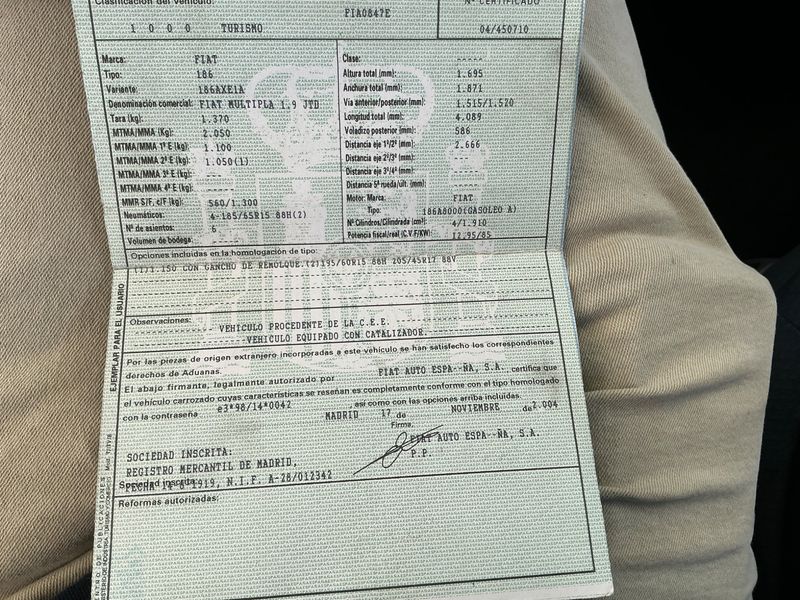 Clasificación del vehículo:
FIA0847E
Nº CERTIFICADO
1 0 0 0 TURISMO
04/450710
Marca: FIAT
Tipo: 186
Variante: 186AXE1A
Denominación comercial: FIAT MULTIPLA 1.9 JTD
Tara (kg): 1.370
MTMA/MMA (Kg): 2.050
MTMA/MMA 1º E (kg): 1.100
MTMA/MMA 2º E (kg): 1.050(1)
MTMA/MMA 3º E (kg): ---
MTMA/MMA 4º E (kg): -----
MMR S/F, c/F (kg): 560/1.300
Neumáticos: 4-185/65R15 88H(2)
Nº de asientos: 6
Volumen de bodega: ---
Clase: -----
Altura total (mm): 1.695
Anchura total (mm): 1.871
Vía anterior/posterior (mm): 1.515/1.520
Longitud total (mm): 4.089
Voladizo posterior (mm): 586
Distancia eje 1º/2º (mm): 2.666
Distancia eje 2º/3º (mm): ---
Distancia eje 3º/4º (mm): ---
Distancia 5ª rueda/últ. (mm): -----
Motor: Marca: FIAT
Tipo: 186A8000(GASOLEO A)
Nº Cilindros/Cilindrada (cm³): 4/1.910
Potencia fiscal/real (C.V.F/KW): 12,95/85
Opciones incluidas en la homologación de tipo:
(1)1.150 CON GANCHO DE REMOLQUE.(2)195/60R15 88H 205/45R17 88V
Observaciones:
VEHICULO PROCEDENTE DE LA C.E.E.
VEHICULO EQUIPADO CON CATALIZADOR.
Por las piezas de origen extranjero incorporadas a este vehículo se han satisfecho los correspondientes
derechos de Aduanas.
El abajo firmante, legalmente autorizado por FIAT AUTO ESPA--ÑA, S.A., certifica que
el vehículo carrozado cuyas características se reseñan es completamente conforme con el tipo homologado
con la contraseña e3*98/14*0042 , así como con las opciones arriba incluidas.
MADRID 17 de NOVIEMBRE de 2.004
Firma,
FIAT AUTO ESPA--ÑA, S.A.
P.P.
SOCIEDAD INSCRITA:
REGISTRO MERCANTIL DE MADRID,
Sociedad inscrita
1919, N.I.F. A-28/012342
Reformas autorizadas:
EJEMPLAR PARA EL USUARIO